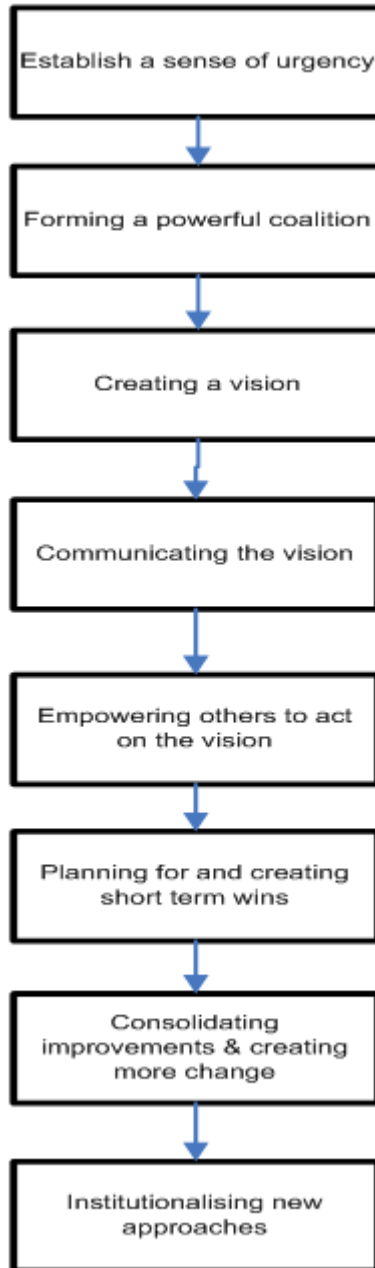 Establish a sense of urgency
Forming a powerful coalition
Creating a vision
Communicating the vision
Empowering others to act
on the vision
Planning for and creating
short term wins
Consolidating
improvements & creating
more change
Institutionalising new
approaches